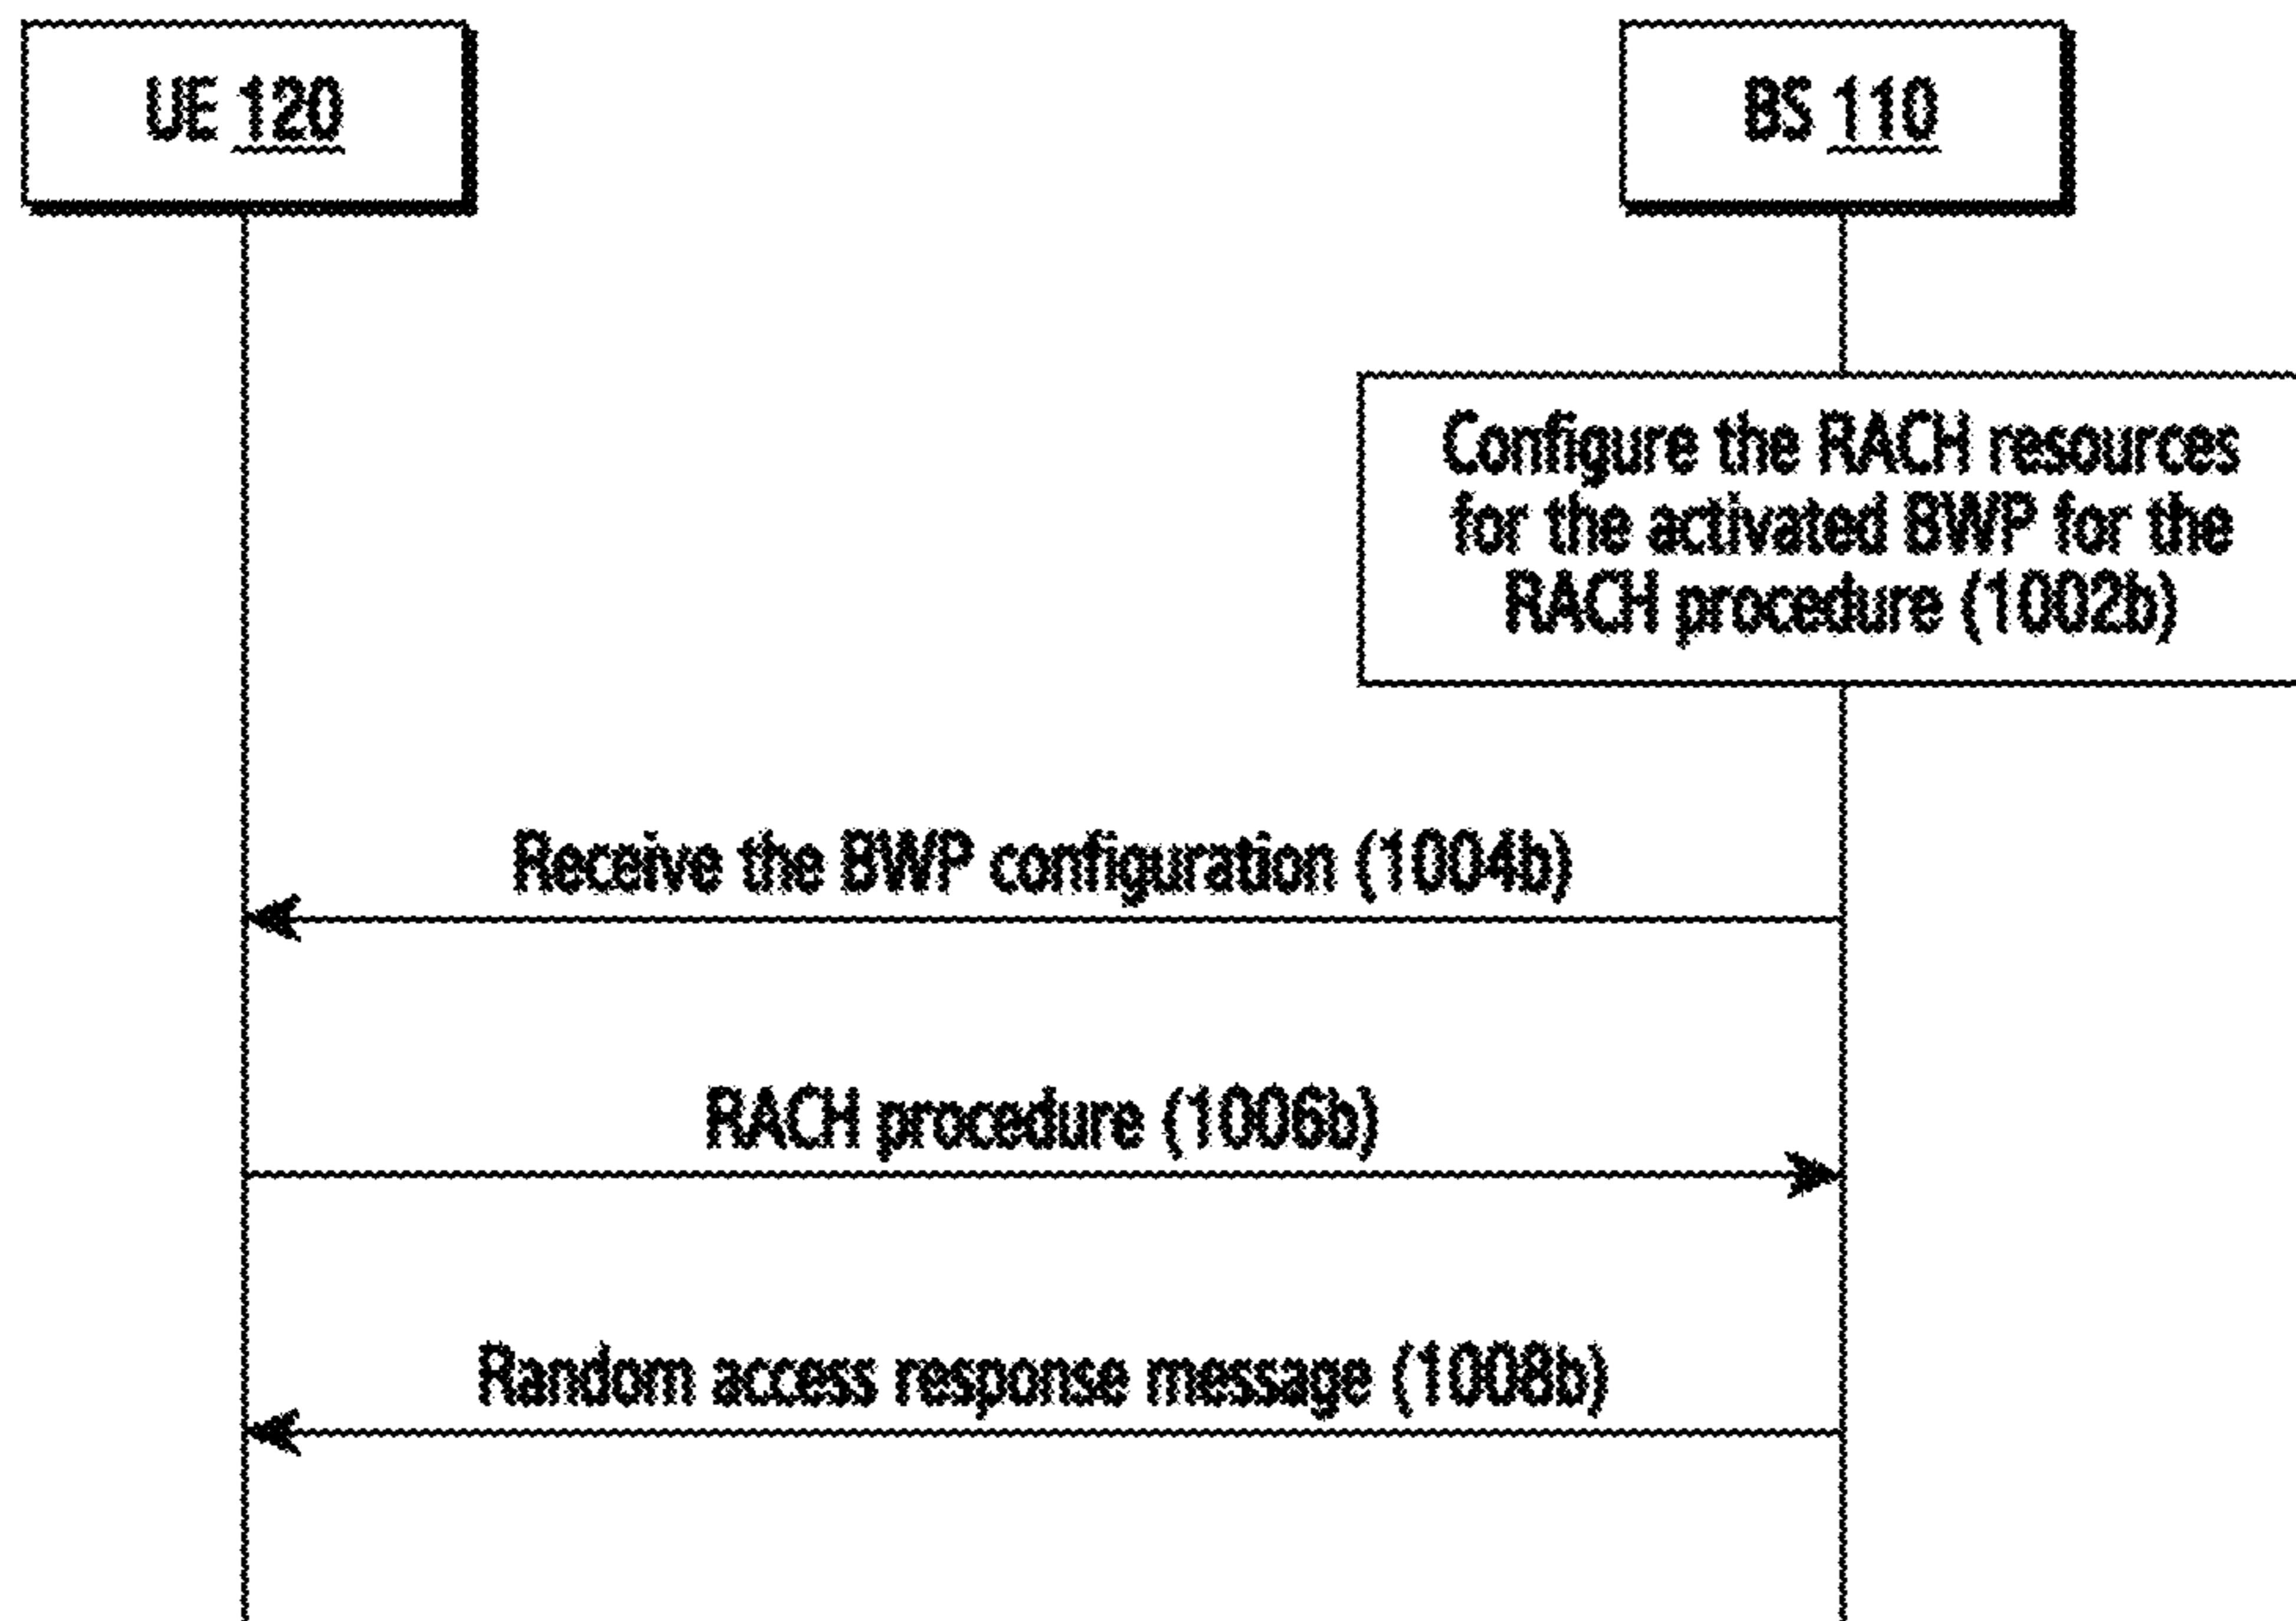 UE 120
BS 110
Configure the RACH resources
for the activated BWP for the
RACH procedure (1002b)
Receive the BWP configuration (1004b)
RACH procedure (1006b)
Random access response message (1008b)